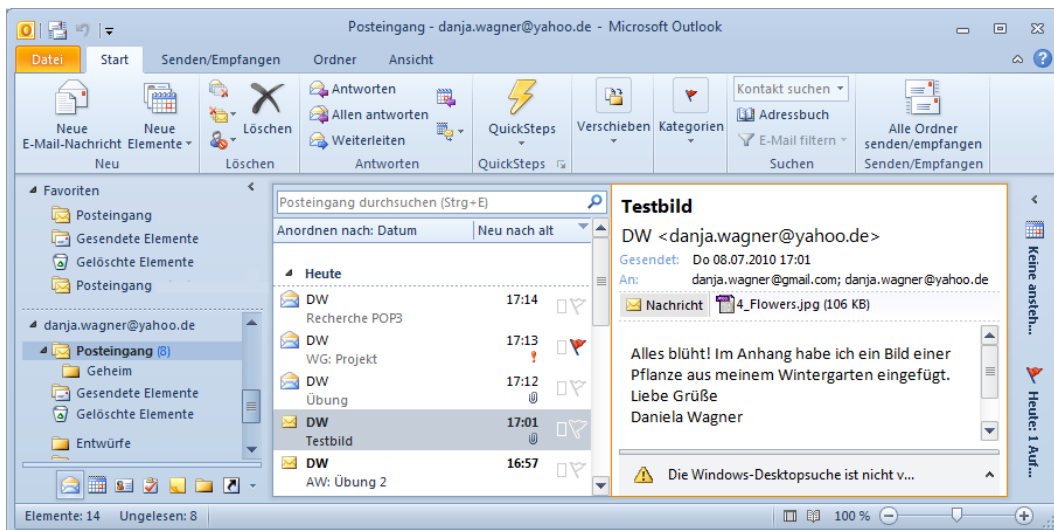 Posteingang - danja.wagner@yahoo.de - Microsoft Outlook
Datei Start Senden/Empfangen Ordner Ansicht
Neue E-Mail-Nachricht
Neue Elemente
Neu
Löschen
Löschen
Antworten
Allen antworten
Weiterleiten
Antworten
QuickSteps
QuickSteps
Verschieben
Kategorien
Kontakt suchen
Adressbuch
E-Mail filtern
Suchen
Alle Ordner
senden/empfangen
Senden/Empfangen
Favoriten
Posteingang
Gesendete Elemente
Gelöschte Elemente
Posteingang
danja.wagner@yahoo.de
Posteingang (8)
Geheim
Gesendete Elemente
Gelöschte Elemente
Entwürfe
Posteingang durchsuchen (Strg+E)
Anordnen nach: Datum Neu nach alt
Heute
DW 17:14
Recherche POP3
DW 17:13
WG: Projekt
DW 17:12
Übung
DW 17:01
Testbild
DW 16:57
AW: Übung 2
Testbild
DW <danja.wagner@yahoo.de>
Gesendet: Do 08.07.2010 17:01
An: danja.wagner@gmail.com; danja.wagner@yahoo.de
Nachricht 4_Flowers.jpg (106 KB)
Alles blüht! Im Anhang habe ich ein Bild einer
Pflanze aus meinem Wintergarten eingefügt.
Liebe Grüße
Daniela Wagner
Die Windows-Desktopsuche ist nicht v...
Keine ansteh...
Heute: 1 Auf...
Elemente: 14 Ungelesen: 8
100 %